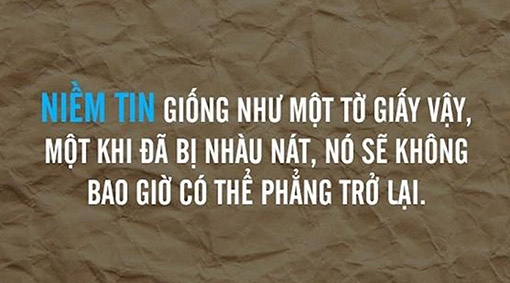 NIỀM TIN GIỐNG NHƯ MỘT TỜ GIẤY VẬY,
MỘT KHI ĐÃ BỊ NHÀU NÁT, NÓ SẼ KHÔNG
BAO GIỜ CÓ THỂ PHẲNG TRỞ LẠI.